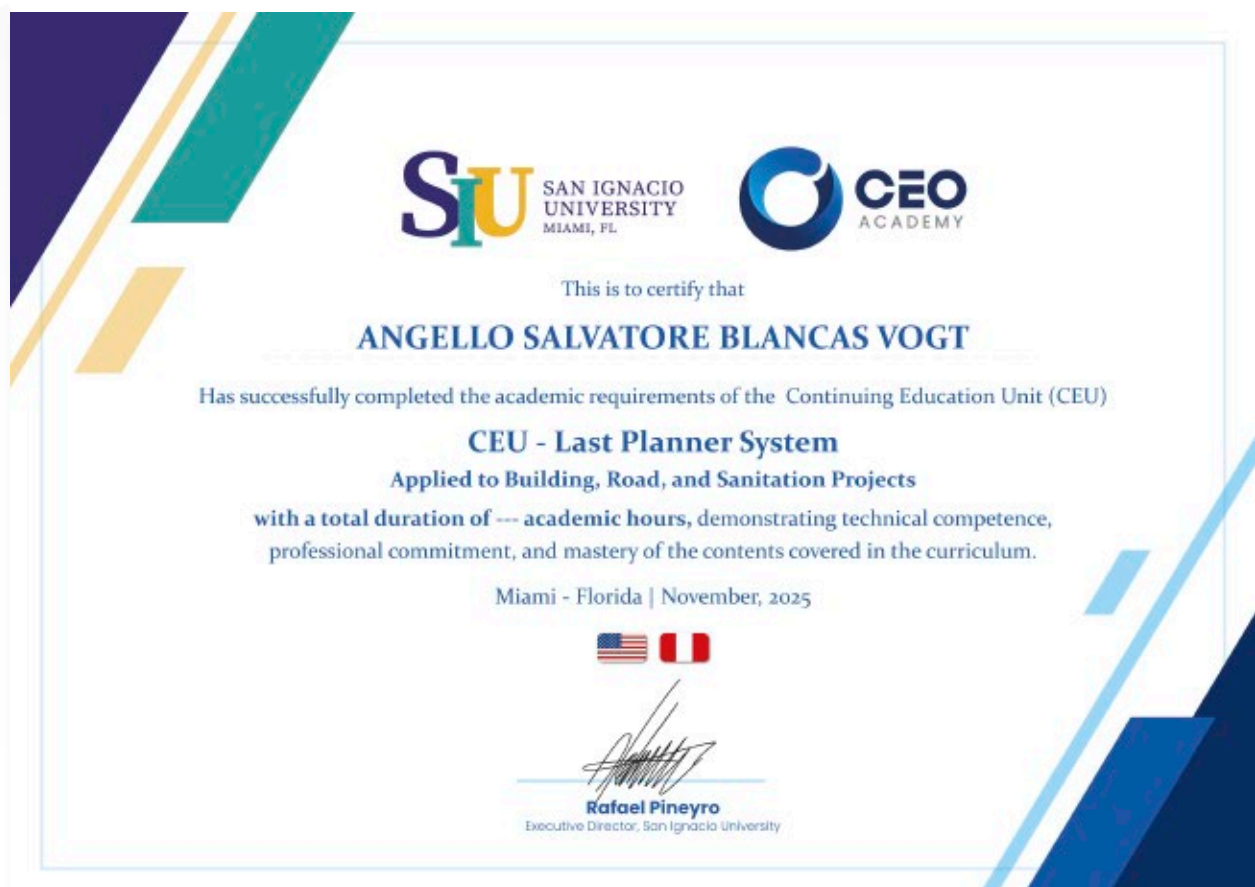 SIU
SAN IGNACIO
UNIVERSITY
MIAMI, FL
CEO
ACADEMY
This is to certify that
ANGELLO SALVATORE BLANCAS VOGT
Has successfully completed the academic requirements of the Continuing Education Unit (CEU)
CEU - Last Planner System
Applied to Building, Road, and Sanitation Projects
with a total duration of --- academic hours, demonstrating technical competence,
professional commitment, and mastery of the contents covered in the curriculum.
Miami - Florida | November, 2025
Rafael Pineyro
Executive Director, San Ignacio University